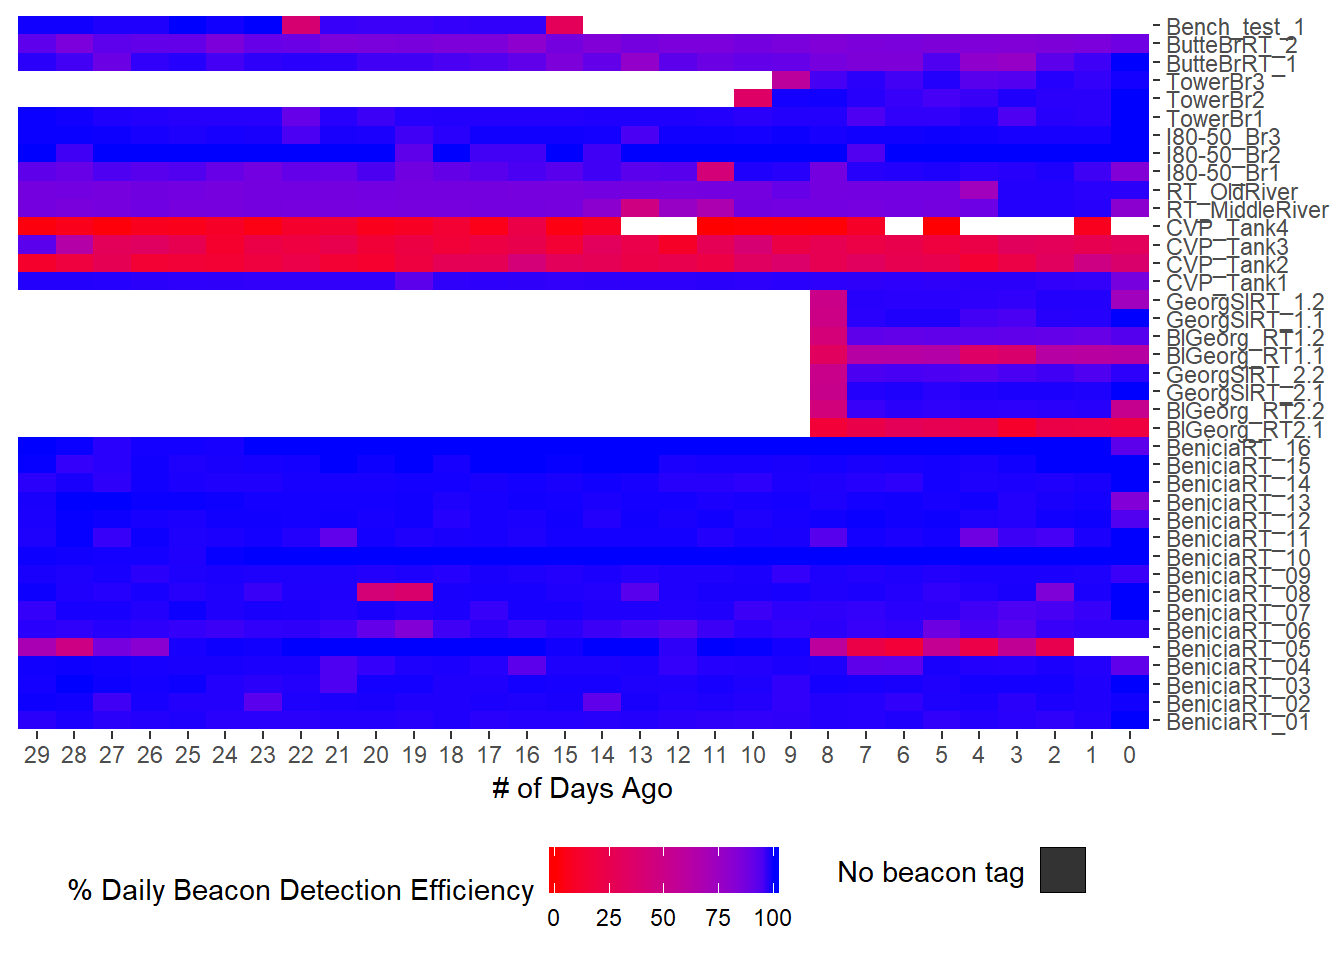 Bench_test_1
ButteBrRT_2
ButteBrRT_1
TowerBr3
TowerBr2
TowerBr1
I80-50_Br3
I80-50_Br2
I80-50_Br1
RT_OldRiver
RT_MiddleRiver
CVP_Tank4
CVP_Tank3
CVP_Tank2
CVP_Tank1
GeorgSlRT_1.2
GeorgSlRT_1.1
BlGeorg_RT1.2
BlGeorg_RT1.1
GeorgSlRT_2.2
GeorgSlRT_2.1
BlGeorg_RT2.2
BlGeorg_RT2.1
BeniciaRT_16
BeniciaRT_15
BeniciaRT_14
BeniciaRT_13
BeniciaRT_12
BeniciaRT_11
BeniciaRT_10
BeniciaRT_09
BeniciaRT_08
BeniciaRT_07
BeniciaRT_06
BeniciaRT_05
BeniciaRT_04
BeniciaRT_03
BeniciaRT_02
BeniciaRT_01
29 28 27 26 25 24 23 22 21 20 19 18 17 16 15 14 13 12 11 10 9 8 7 6 5 4 3 2 1 0
# of Days Ago
% Daily Beacon Detection Efficiency
0 25 50 75 100
No beacon tag